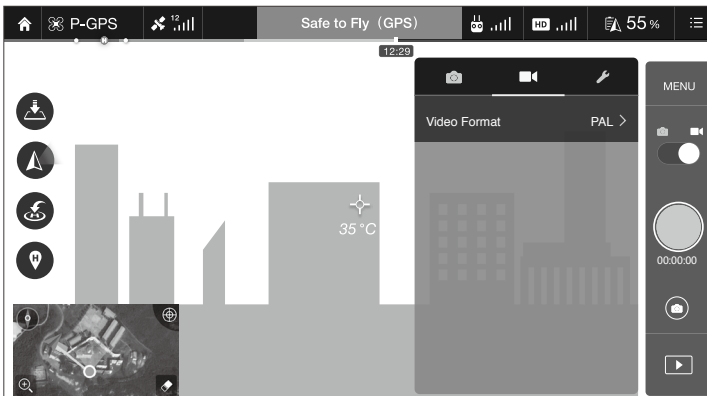 P-GPS
12
Safe to Fly (GPS)
HD
55 %
H
12:29
MENU
Video Format PAL
H
35 °C
H
00:00:00